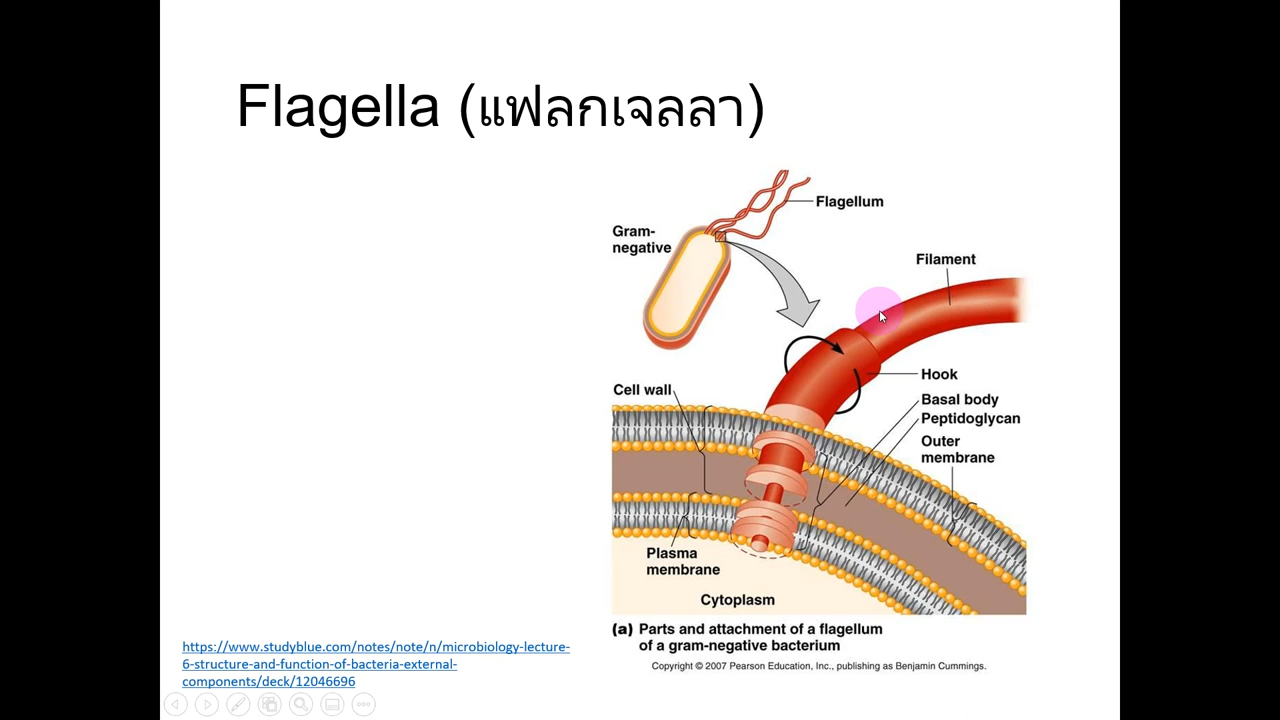 Flagella (แฟลกเจลลา)
Flagellum
Gram-
negative
Filament
Hook
Cell wall
Basal body
Peptidoglycan
Outer
membrane
Plasma
membrane
Cytoplasm
(a) Parts and attachment of a flagellum
of a gram-negative bacterium
Copyright © 2007 Pearson Education, Inc., publishing as Benjamin Cummings.
https://www.studyblue.com/notes/note/n/microbiology-lecture-
6-structure-and-function-of-bacteria-external-
components/deck/12046696